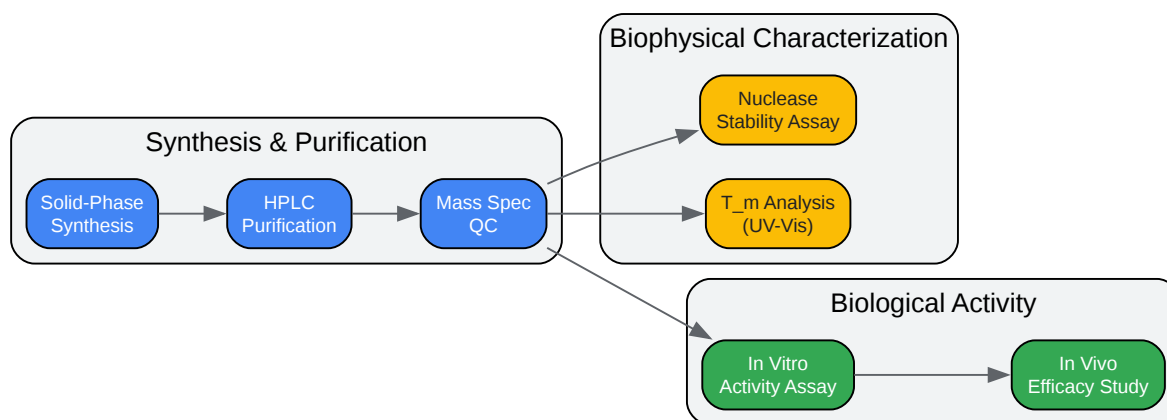 Synthesis & Purification
Solid-Phase
Synthesis
HPLC
Purification
Mass Spec
QC
Biophysical Characterization
Nuclease
Stability Assay
T_m Analysis
(UV-Vis)
Biological Activity
In Vitro
Activity Assay
In Vivo
Efficacy Study